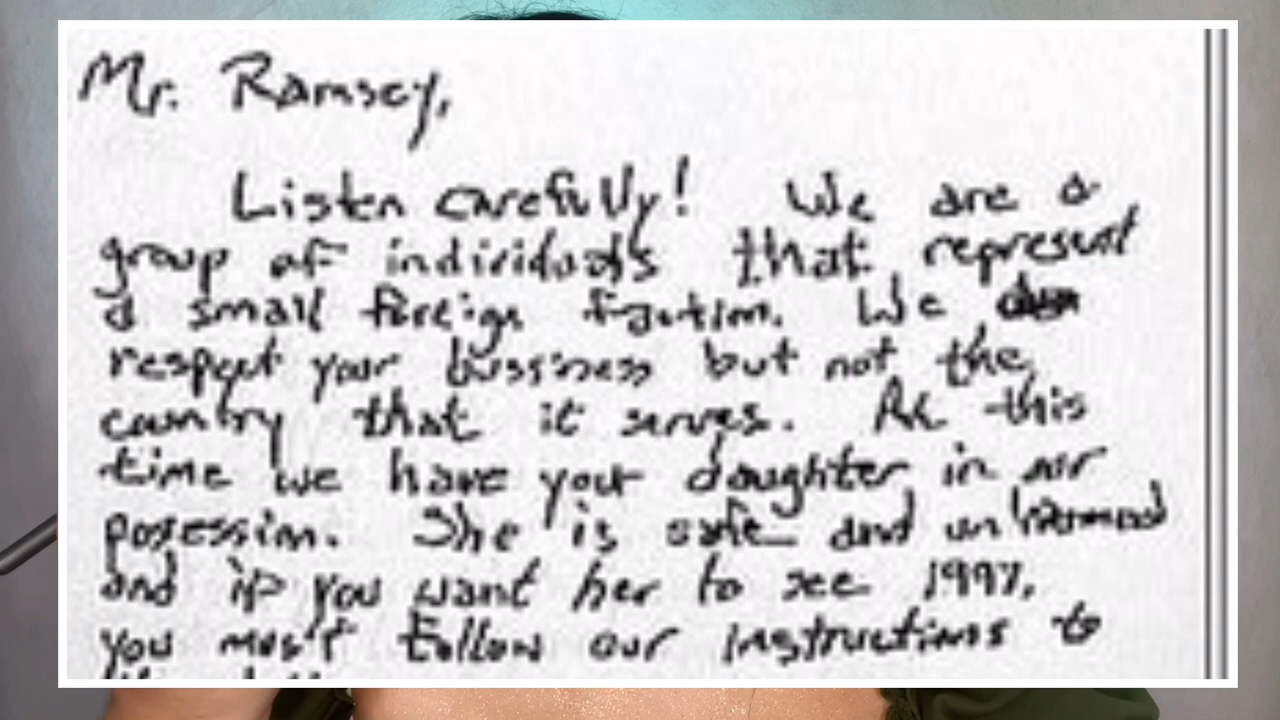 Mr. Ramsey,
Listen carefully! We are a
group of individuals that represent
a small foreign faction. We
respect your bussiness but not the
country that it serves. At this
time we have your daughter in our
posession. She is safe and unharmed
and if you want her to see 1997,
you must follow our instructions to